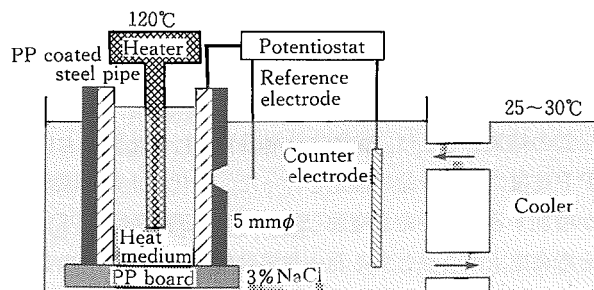 120℃
Heater
PP coated
steel pipe
Potentiostat
Reference
electrode
25~30℃
Counter
electrode
Cooler
5 mmφ
Heat
medium
PP board
3%NaCl